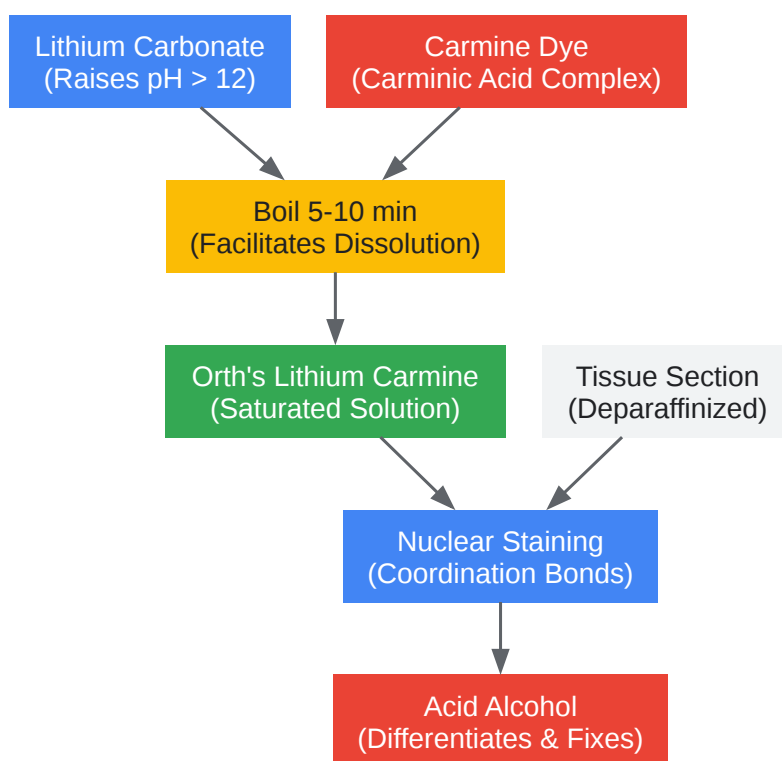 Lithium Carbonate
(Raises pH > 12)
Carmine Dye
(Carminic Acid Complex)
Boil 5-10 min
(Facilitates Dissolution)
Orth's Lithium Carmine
(Saturated Solution)
Tissue Section
(Deparaffinized)
Nuclear Staining
(Coordination Bonds)
Acid Alcohol
(Differentiates & Fixes)